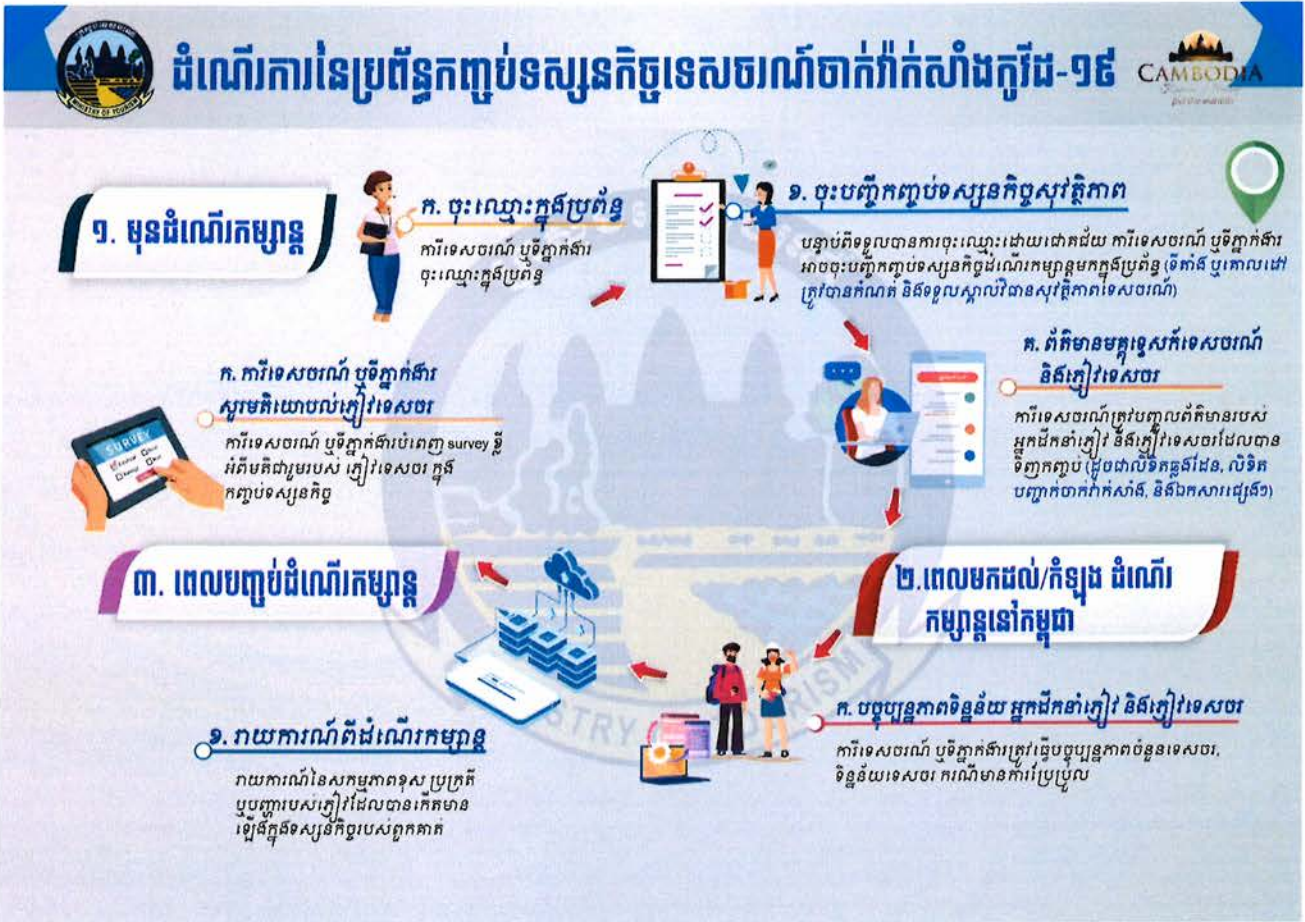 ដំណើរការនៃប្រព័ន្ធកញ្ចប់ទស្សនកិច្ចទេសចរណ៍ចាក់វ៉ាក់សាំងកូវីដ-១៩
MINISTRY OF TOURISM
CAMBODIA
១. មុនដំណើរកម្សាន្ត
ក. ចុះឈ្មោះក្នុងប្រព័ន្ធ
ការីទេសចរណ៍ ឬទីភ្នាក់ងារ
ចុះឈ្មោះក្នុងប្រព័ន្ធ
ខ. ចុះបញ្ចីកញ្ចប់ទស្សនកិច្ចសុវត្ថិភាព
បន្ទាប់ពីទទួលបានការចុះឈ្មោះដោយជោគជ័យ ការីទេសចរណ៍ ឬទីភ្នាក់ងារ
អាចចុះបញ្ចីកញ្ចប់ទស្សនកិច្ចដំណើរកម្សាន្តមកក្នុងប្រព័ន្ធ (ទីតាំង ឬគោលដៅ
ត្រូវបានកំណត់ និងទទួលស្គាល់វិធានសុវត្ថិភាពទេសចរណ៍)
គ. ព័ត៌មានមគ្គុទ្ទេសក៍ទេសចរណ៍
និងភ្ញៀវទេសចរ
ការីទេសចរណ៍ត្រូវបញ្ចូលព័ត៌មានរបស់
អ្នកដឹកនាំភ្ញៀវ និងភ្ញៀវទេសចរដែលបាន
ទិញកញ្ចប់ (ដូចជាលិខិតឆ្លងដែន, លិខិត
បញ្ជាក់ចាក់វ៉ាក់សាំង, និងឯកសារផ្សេងៗ)
២.ពេលមកដល់/កំឡុង ដំណើរ
កម្សាន្តនៅកម្ពុជា
ក. បច្ចុប្បន្នភាពទិន្នន័យ អ្នកដឹកនាំភ្ញៀវ និងភ្ញៀវទេសចរ
ការីទេសចរណ៍ ឬទីភ្នាក់ងារត្រូវធ្វើបច្ចុប្បន្នភាពចំនួនទេសចរ,
ទិន្នន័យទេសចរ ករណីមានការប្រែប្រួល
៣. ពេលបញ្ចប់ដំណើរកម្សាន្ត
ក. ការីទេសចរណ៍ ឬទីភ្នាក់ងារ
សួរមតិយោបល់ភ្ញៀវទេសចរ
ការីទេសចរណ៍ ឬទីភ្នាក់ងារបំពេញ survey ខ្លី
អំពីមតិជារួមរបស់ ភ្ញៀវទេសចរ ក្នុង
កញ្ចប់ទស្សនកិច្ច
SURVEY
ខ. រាយការណ៍ពីដំណើរកម្សាន្ត
រាយការណ៍នៃសកម្មភាពខុស ប្រក្រតី
ឬបញ្ហារបស់ភ្ញៀវដែលបានកើតមាន
ឡើងក្នុងទស្សនកិច្ចរបស់ពួកគាត់